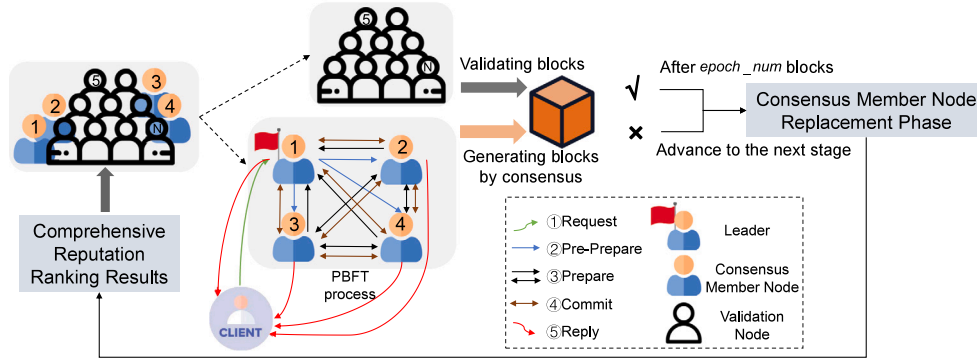 5
3
2
4
1
N
5
N
Validating blocks
Generating blocks
by consensus
√
×
After epoch_num blocks
Advance to the next stage
Consensus Member Node
Replacement Phase
1
2
3
4
PBFT
process
CLIENT
Comprehensive
Reputation
Ranking Results
①Request
②Pre-Prepare
③Prepare
④Commit
⑤Reply
Leader
Consensus
Member Node
Validation
Node